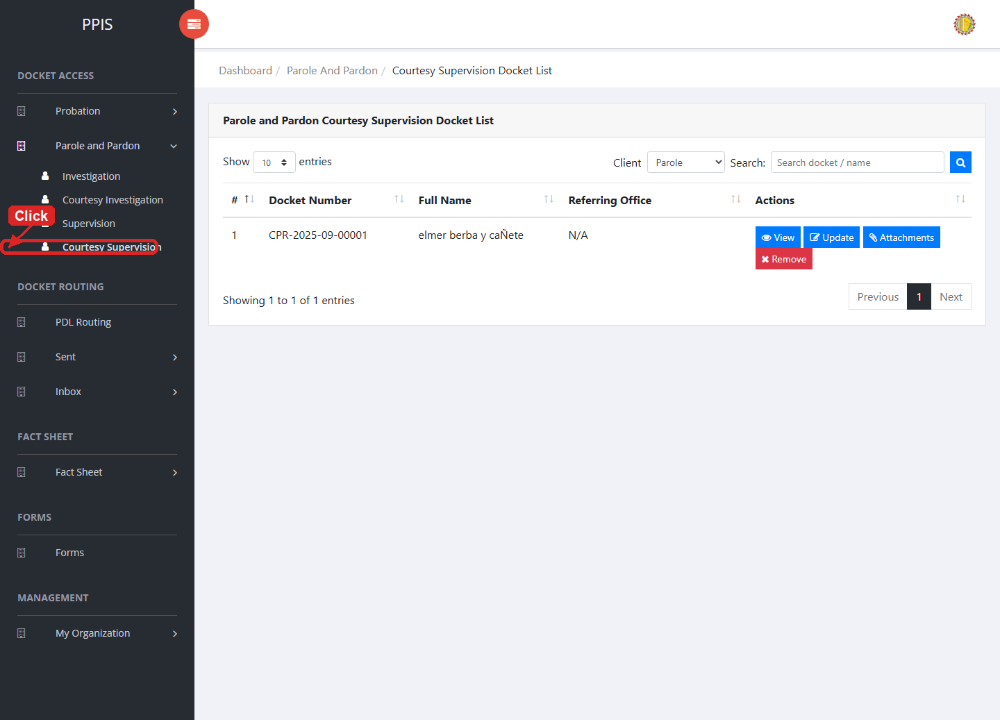 PPIS
DOCKET ACCESS
Probation
Parole and Pardon
Investigation
Courtesy Investigation
Click
Supervision
Courtesy Supervision
DOCKET ROUTING
PDL Routing
Sent
Inbox
FACT SHEET
Fact Sheet
FORMS
Forms
MANAGEMENT
My Organization
Dashboard / Parole And Pardon / Courtesy Supervision Docket List
Parole and Pardon Courtesy Supervision Docket List
Show 10 entries Client Parole Search: Search docket / name
# Docket Number Full Name Referring Office Actions
1 CPR-2025-09-00001 elmer berba y caÑete N/A View Update Attachments
Remove
Showing 1 to 1 of 1 entries Previous 1 Next